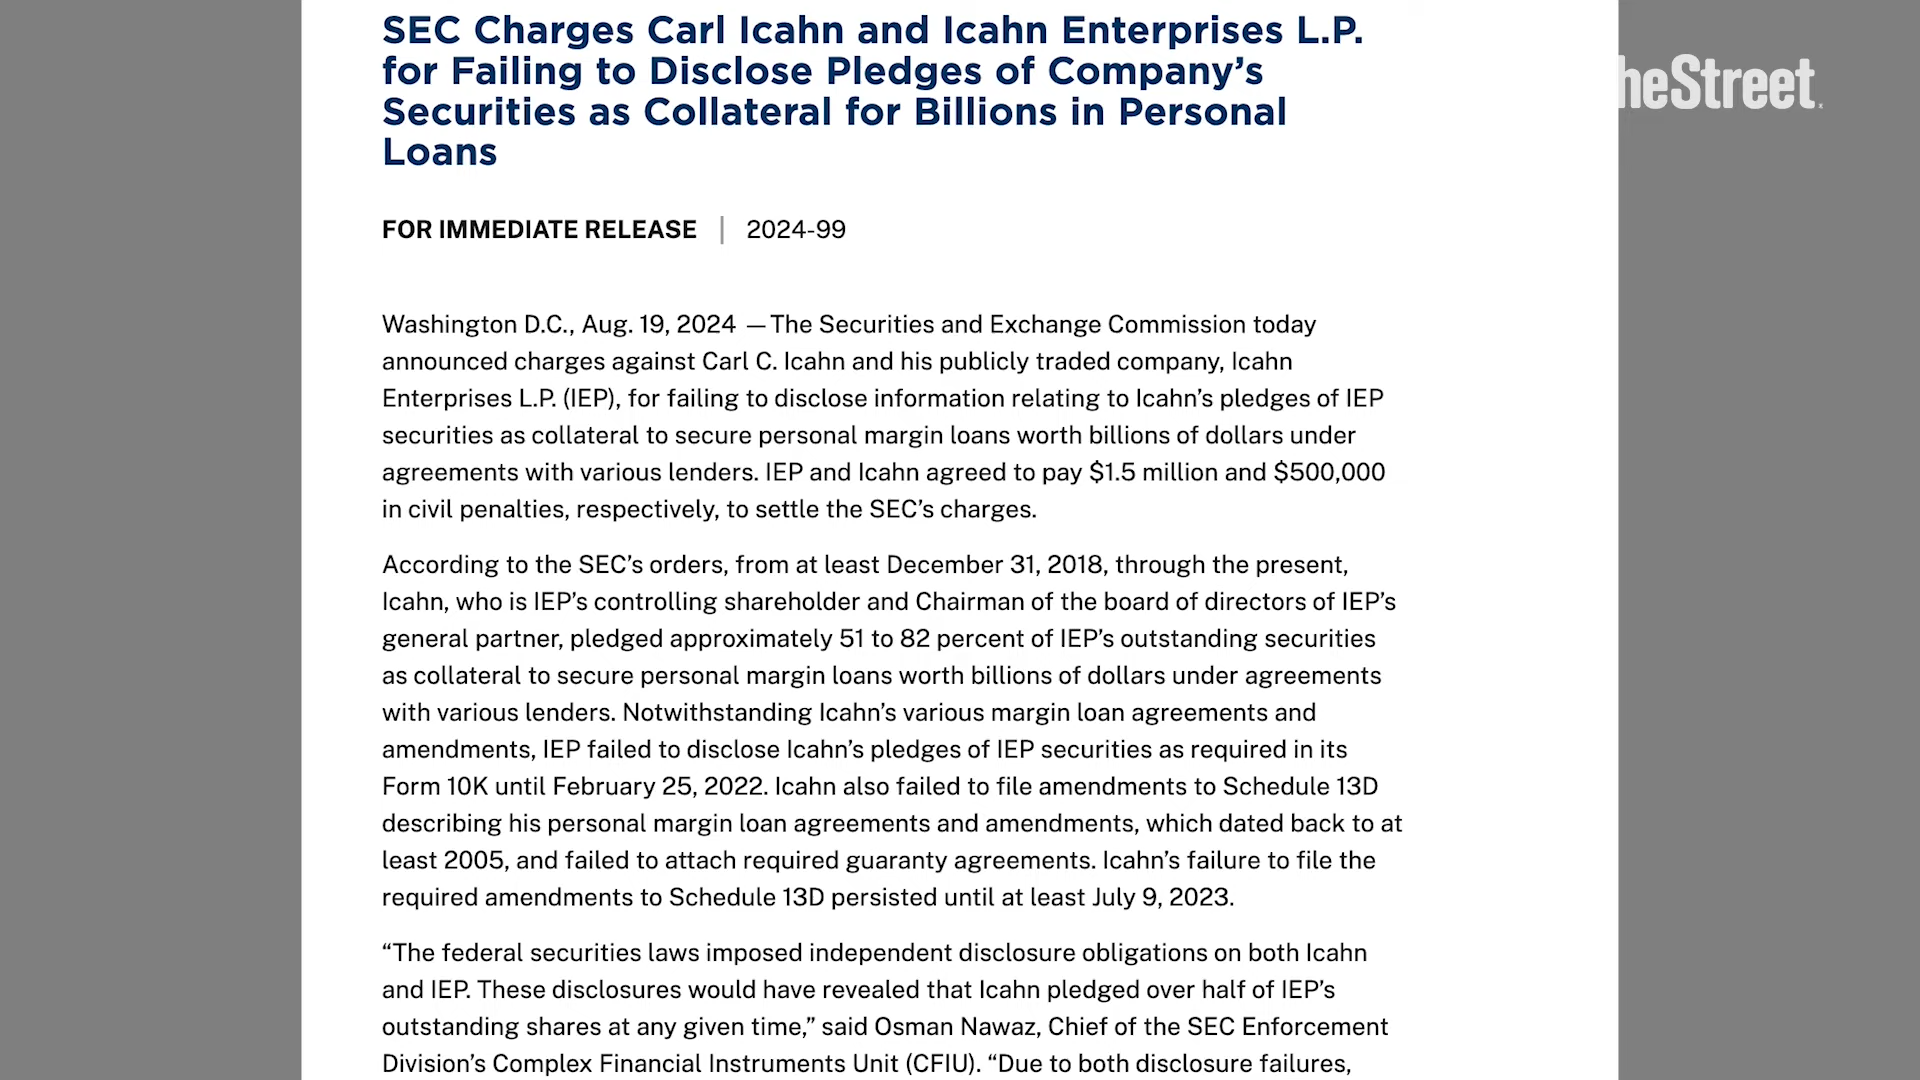 SEC Charges Carl Icahn and Icahn Enterprises L.P.
for Failing to Disclose Pledges of Company’s
Securities as Collateral for Billions in Personal
Loans
heStreet
FOR IMMEDIATE RELEASE | 2024-99
Washington D.C., Aug. 19, 2024 — The Securities and Exchange Commission today
announced charges against Carl C. Icahn and his publicly traded company, Icahn
Enterprises L.P. (IEP), for failing to disclose information relating to Icahn’s pledges of IEP
securities as collateral to secure personal margin loans worth billions of dollars under
agreements with various lenders. IEP and Icahn agreed to pay $1.5 million and $500,000
in civil penalties, respectively, to settle the SEC’s charges.
According to the SEC’s orders, from at least December 31, 2018, through the present,
Icahn, who is IEP’s controlling shareholder and Chairman of the board of directors of IEP’s
general partner, pledged approximately 51 to 82 percent of IEP’s outstanding securities
as collateral to secure personal margin loans worth billions of dollars under agreements
with various lenders. Notwithstanding Icahn’s various margin loan agreements and
amendments, IEP failed to disclose Icahn’s pledges of IEP securities as required in its
Form 10K until February 25, 2022. Icahn also failed to file amendments to Schedule 13D
describing his personal margin loan agreements and amendments, which dated back to at
least 2005, and failed to attach required guaranty agreements. Icahn’s failure to file the
required amendments to Schedule 13D persisted until at least July 9, 2023.
“The federal securities laws imposed independent disclosure obligations on both Icahn
and IEP. These disclosures would have revealed that Icahn pledged over half of IEP’s
outstanding shares at any given time,” said Osman Nawaz, Chief of the SEC Enforcement
Division’s Complex Financial Instruments Unit (CFIU). “Due to both disclosure failures,